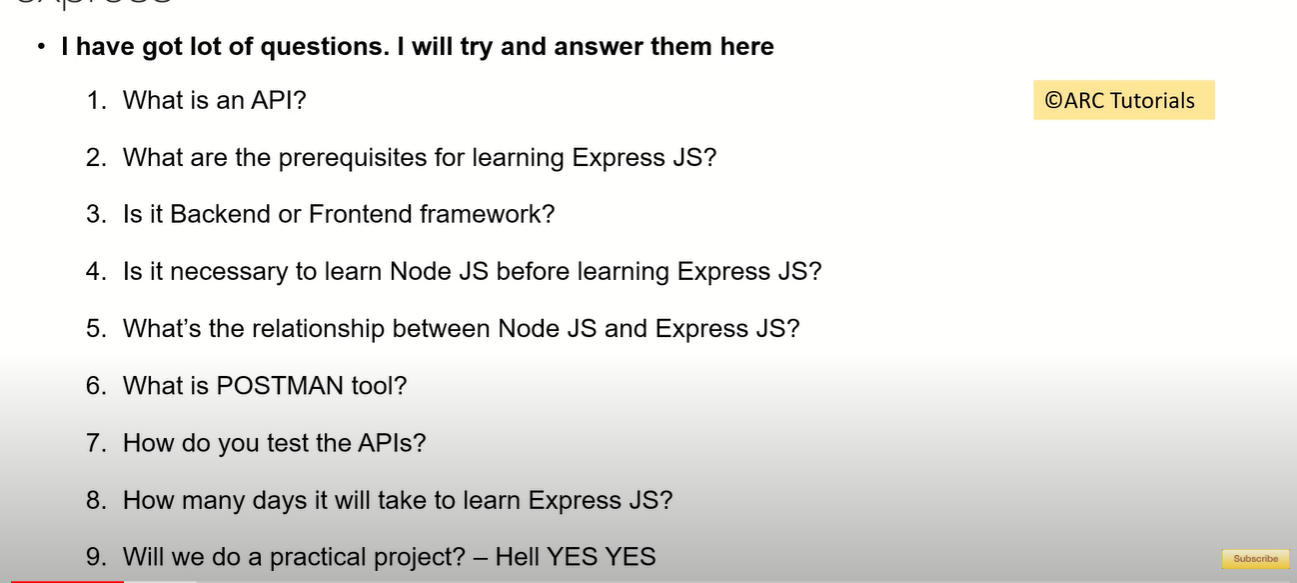 • I have got lot of questions. I will try and answer them here
1. What is an API?
©ARC Tutorials
2. What are the prerequisites for learning Express JS?
3. Is it Backend or Frontend framework?
4. Is it necessary to learn Node JS before learning Express JS?
5. What's the relationship between Node JS and Express JS?
6. What is POSTMAN tool?
7. How do you test the APIs?
8. How many days it will take to learn Express JS?
9. Will we do a practical project? – Hell YES YES
Subscribe